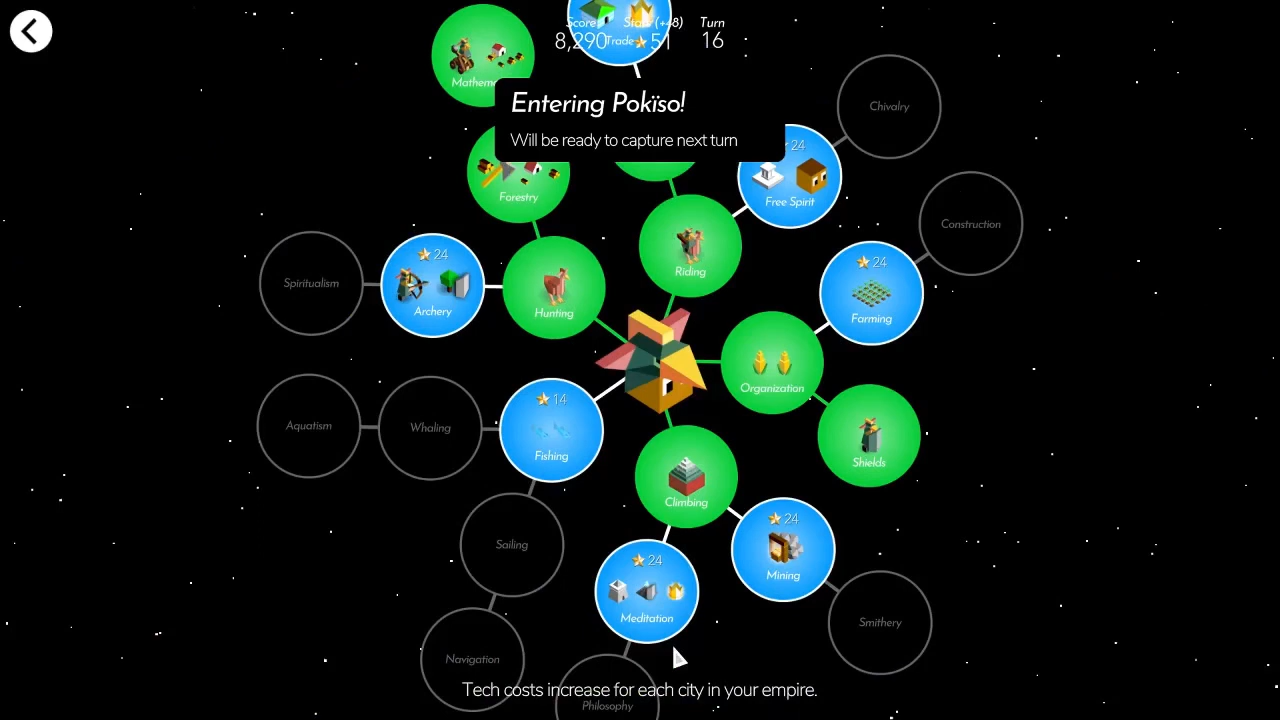 Score
Stars (+48)
Turn
8,290
51
16
Trade
Mathema
Entering Pokïso!
Will be ready to capture next turn
Chivalry
24
Free Spirit
Forestry
Construction
Riding
24
Archery
Spiritualism
Hunting
24
Farming
Organization
Aquatism
Whaling
14
Fishing
Shields
Climbing
24
Mining
Sailing
24
Meditation
Smithery
Navigation
Philosophy
Tech costs increase for each city in your empire.